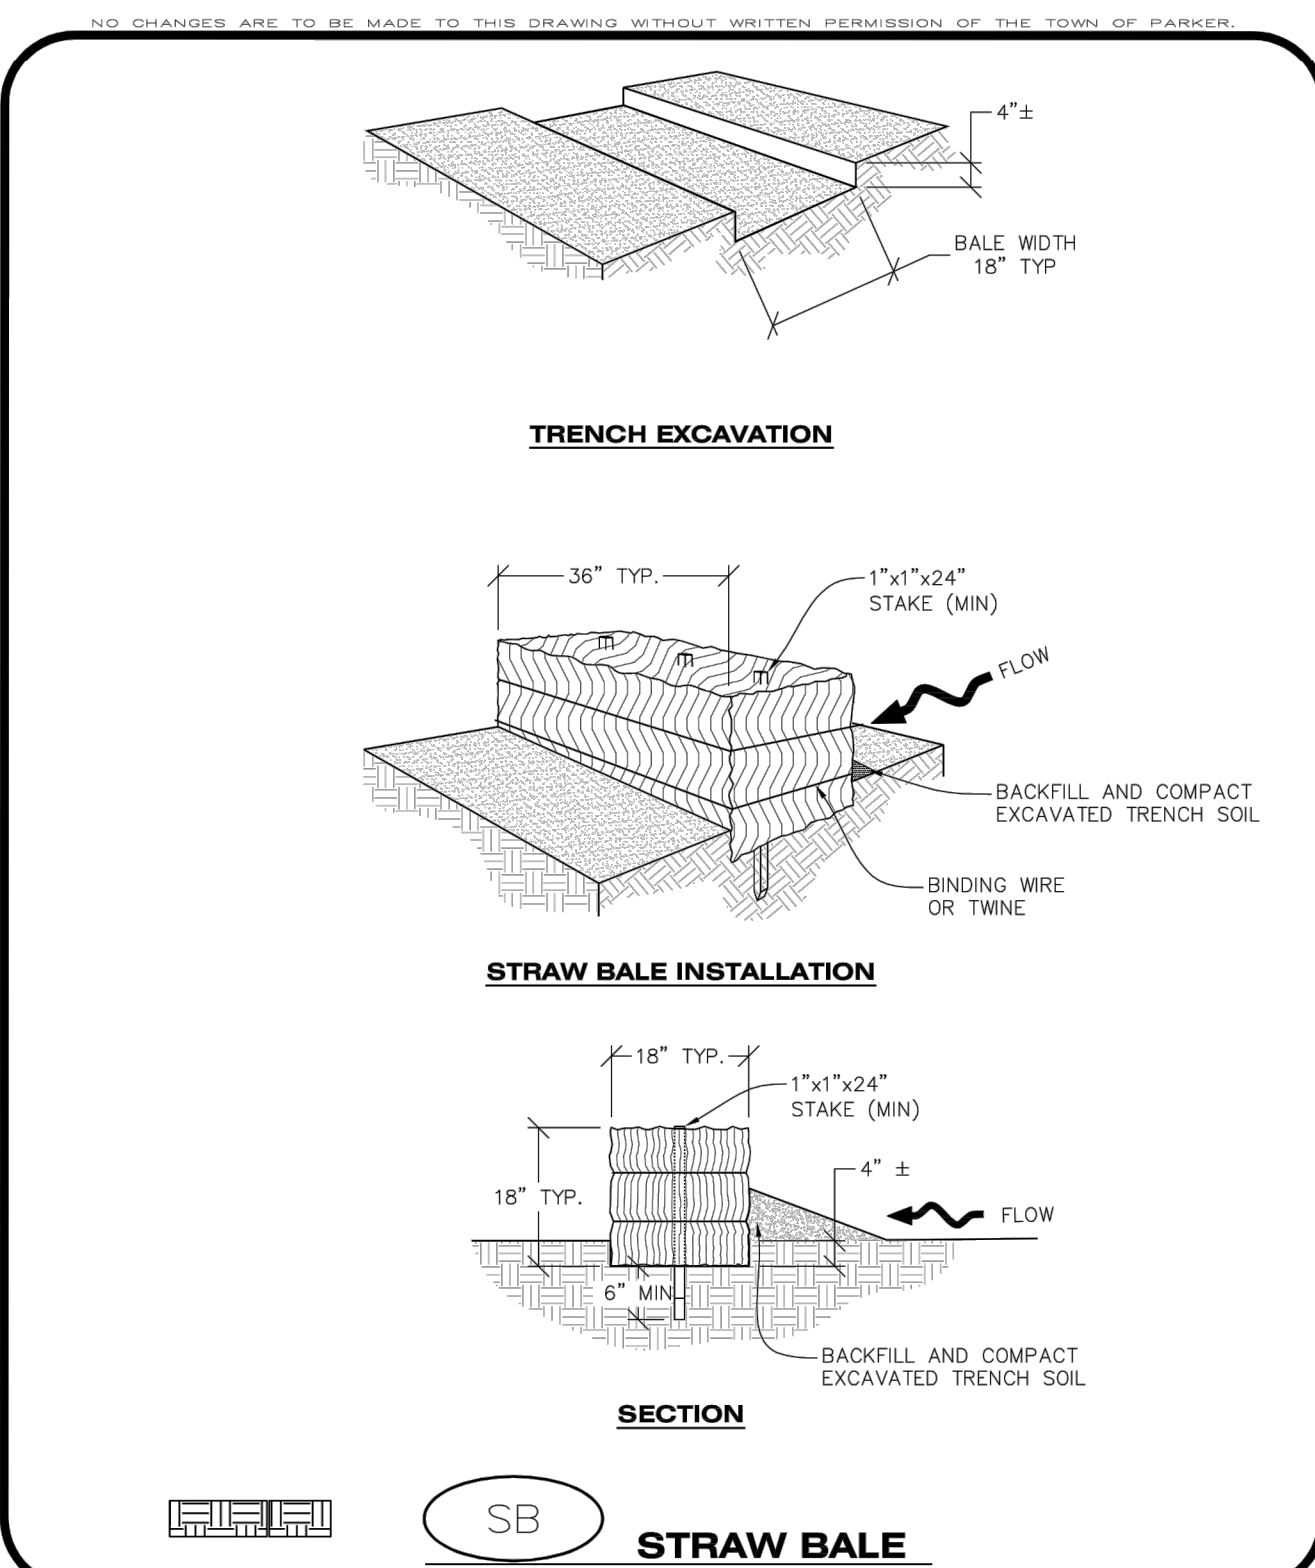 NO CHANGES ARE TO BE MADE TO THIS DRAWING WITHOUT WRITTEN PERMISSION OF THE TOWN OF PARKER.
4”±
BALE WIDTH
18” TYP
TRENCH EXCAVATION
36” TYP.
1”x1”x24”
STAKE (MIN)
FLOW
BACKFILL AND COMPACT
EXCAVATED TRENCH SOIL
BINDING WIRE
OR TWINE
STRAW BALE INSTALLATION
18” TYP.
1”x1”x24”
STAKE (MIN)
4” ±
18” TYP.
FLOW
6” MIN
BACKFILL AND COMPACT
EXCAVATED TRENCH SOIL
SECTION
SB
STRAW BALE